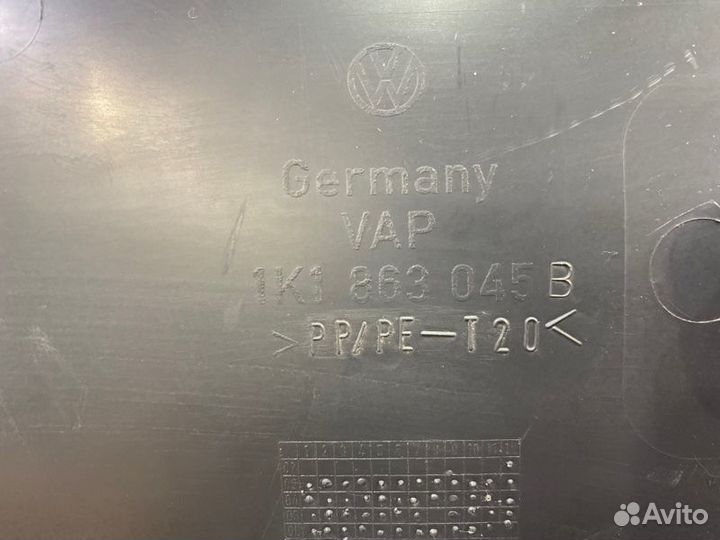 Germany
VAP
1K1 863 045 B
>PP/PE-T20<
Avito